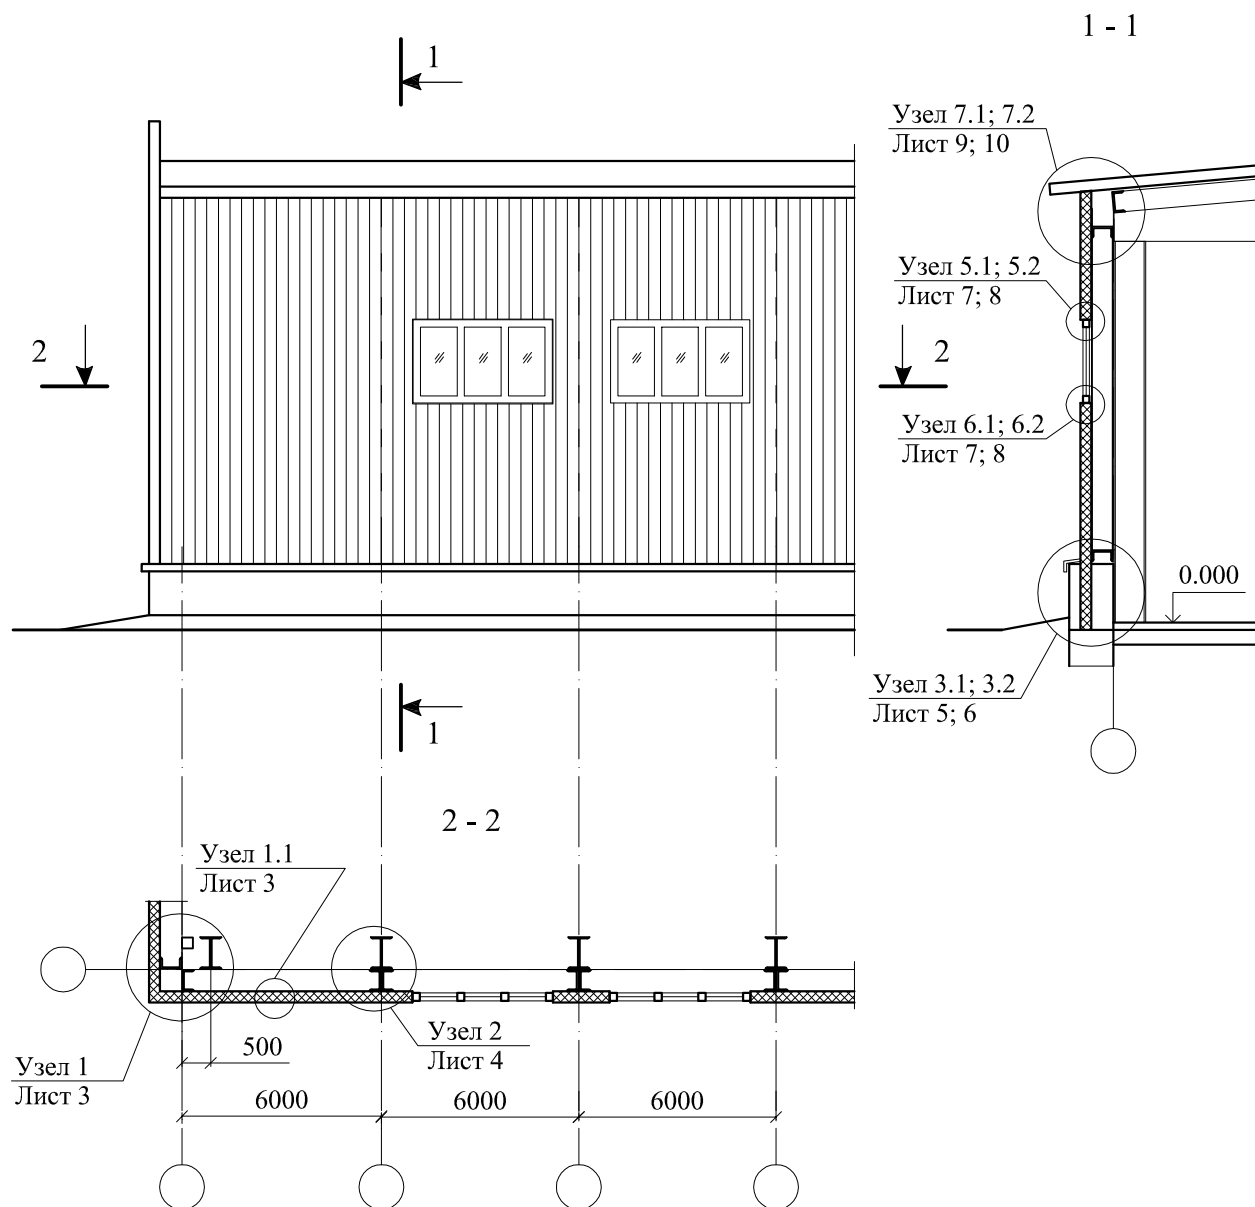 1
1 - 1
Узел 7.1; 7.2
Лист 9; 10
Узел 5.1; 5.2
Лист 7; 8
2
2
Узел 6.1; 6.2
Лист 7; 8
0.000
Узел 3.1; 3.2
Лист 5; 6
1
2 - 2
Узел 1.1
Лист 3
Узел 2
Лист 4
500
Узел 1
Лист 3
6000
6000
6000